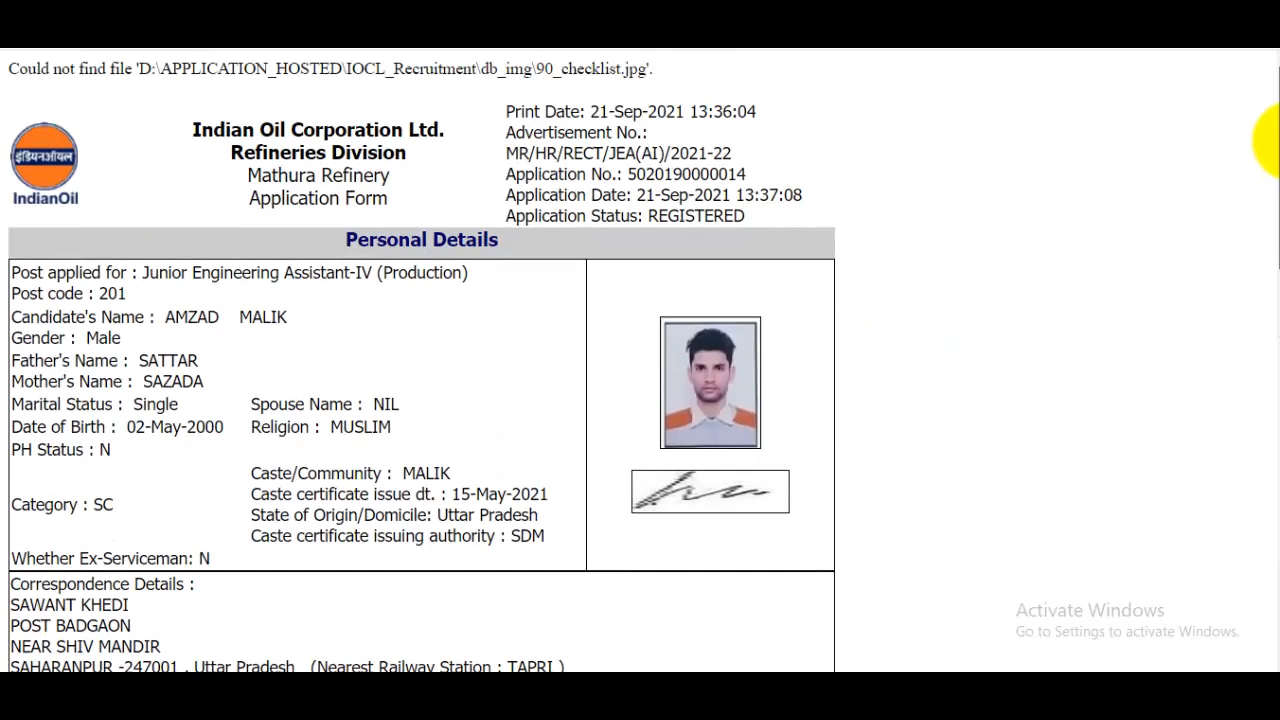 Could not find file 'D:\APPLICATION_HOSTED\IOCL_Recruitment\db_img\90_checklist.jpg'.
इंडियनऑयल
IndianOil
Indian Oil Corporation Ltd.
Refineries Division
Mathura Refinery
Application Form
Print Date: 21-Sep-2021 13:36:04
Advertisement No.:
MR/HR/RECT/JEA(AI)/2021-22
Application No.: 5020190000014
Application Date: 21-Sep-2021 13:37:08
Application Status: REGISTERED
Personal Details
Post applied for : Junior Engineering Assistant-IV (Production)
Post code : 201
Candidate's Name : AMZAD MALIK
Gender : Male
Father's Name : SATTAR
Mother's Name : SAZADA
Marital Status : Single Spouse Name : NIL
Date of Birth : 02-May-2000 Religion : MUSLIM
PH Status : N
Caste/Community : MALIK
Caste certificate issue dt. : 15-May-2021
Category : SC
State of Origin/Domicile: Uttar Pradesh
Caste certificate issuing authority : SDM
Whether Ex-Serviceman: N
Correspondence Details :
SAWANT KHEDI
POST BADGAON
NEAR SHIV MANDIR
SAHARANPUR -247001 , Uttar Pradesh (Nearest Railway Station : TAPRI )
Activate Windows
Go to Settings to activate Windows.